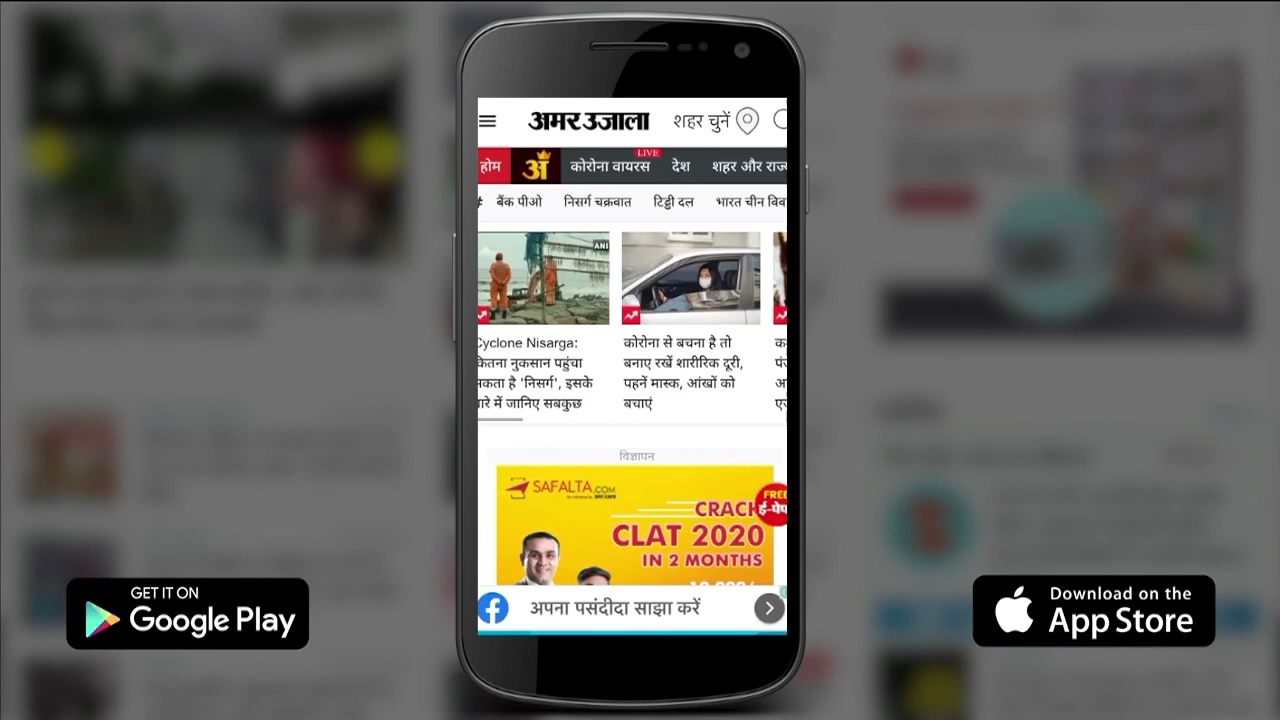 अमर उजाला
शहर चुनें
LIVE
होम
अ
कोरोना वायरस
देश
शहर और राज्
# बैंक पीओ
निसर्ग चक्रवात
टिड्डी दल
भारत चीन विवा
ANI
Cyclone Nisarga:
कितना नुकसान पहुंचा
सकता है 'निसर्ग', इसके
बारे में जानिए सबकुछ
कोरोना से बचना है तो
बनाए रखें शारीरिक दूरी,
पहनें मास्क, आंखों को
बचाएं
विज्ञापन
SAFALTA.COM
CRACK
CLAT 2020
IN 2 MONTHS
FREE
ई-पेप
अपना पसंदीदा साझा करें
GET IT ON
Google Play
Download on the
App Store